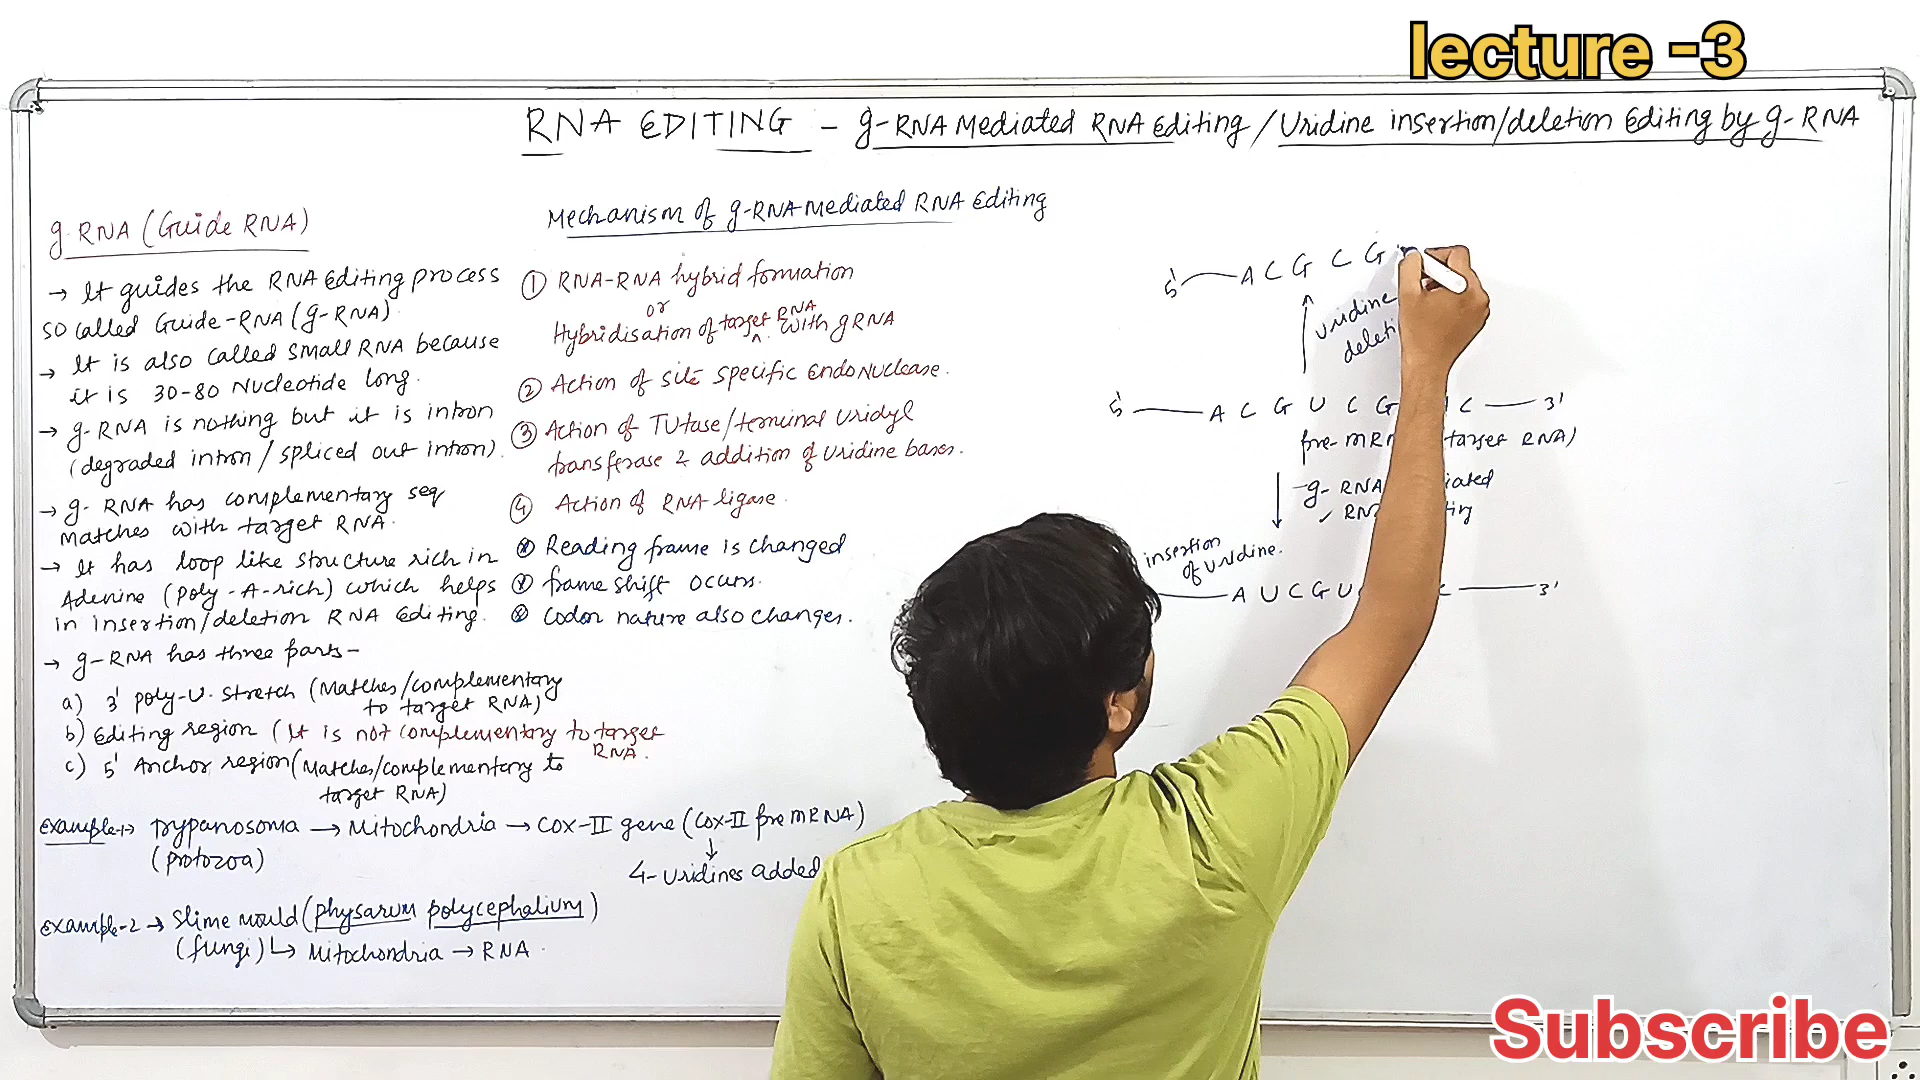 lecture -3
RNA EDITING - g-RNA Mediated RNA Editing / Uridine insertion/deletion Editing by g-RNA
g RNA (Guide RNA)
→ It guides the RNA Editing process
so called Guide-RNA (g-RNA)
→ It is also called small RNA because
it is 30-80 Nucleotide long.
→ g-RNA is nothing but it is intron
(degraded intron / spliced out intron).
→ g-RNA has complementary seq
Matches with target RNA.
→ It has loop like structure rich in
Adenine (poly-A-rich) which helps
in insertion/deletion RNA Editing.
→ g-RNA has three parts-
a) 3' poly-U. stretch (Matches/complementary
to target RNA)
b) Editing region (It is not complementary to target
RNA.
c) 5' Anchor region (Matches/complementary to
target RNA)
Example-1→ Trypanosoma → Mitochondria → COX-II gene (COX-II pre mRNA)
(protozoa)
↓
4-Uridines added
Example-2 → Slime mould (physarum polycephalium)
(fungi) ↳ Mitochondria → RNA
Mechanism of g-RNA Mediated RNA Editing
① RNA-RNA hybrid formation
or
Hybridisation of target RNA with gRNA
② Action of site specific EndoNuclease.
③ Action of TUtase/terminal Uridyl
transferase & addition of Uridine bases.
④ Action of RNA ligase.
Reading frame is changed
frame shift occurs.
Codon nature also changes.
5' A C G C G
↑ Uridine
5' A C G U C G C 3'
target RNA)
↓ g-RNA
insertion
of Uridine.
A U C G U C 3'
Subscribe